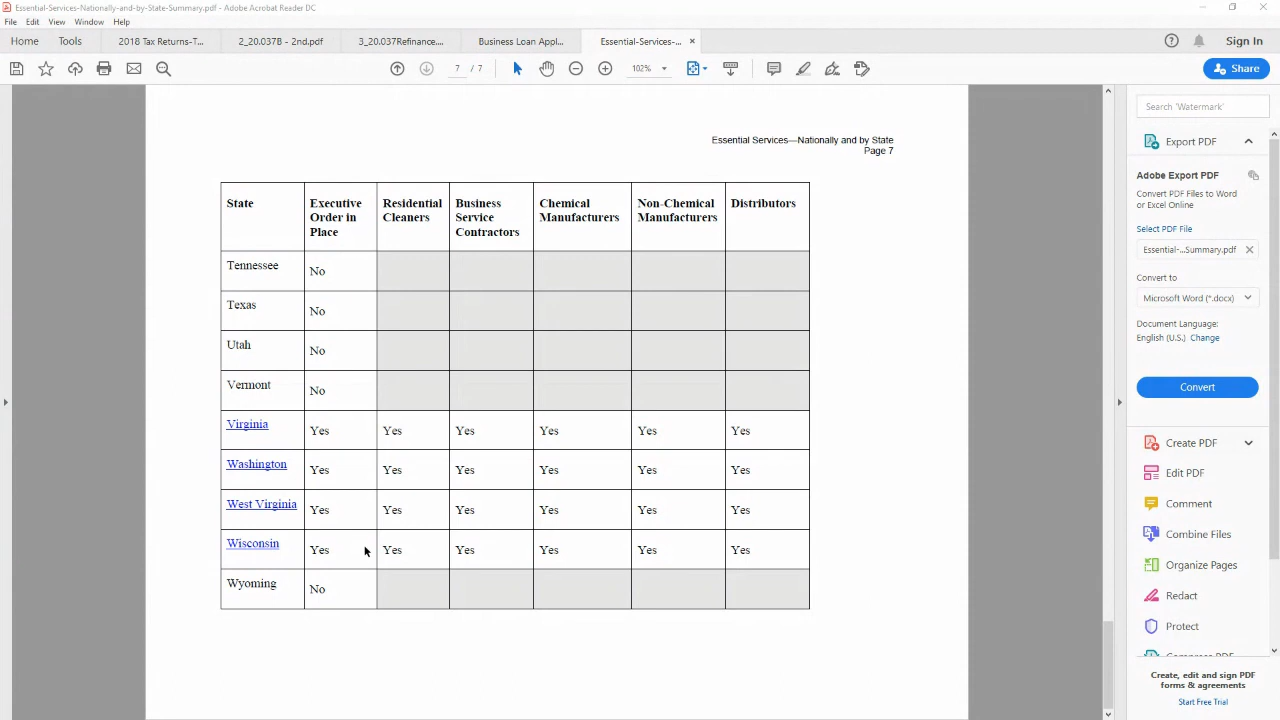 Essential-Services-Nationally-and-by-State-Summary.pdf - Adobe Acrobat Reader DC
File Edit View Window Help
Home Tools 2018 Tax Returns-T... 2_20.037B - 2nd.pdf 3_20.037Refinance.... Business Loan Appl... Essential-Services-... ×
Sign In
7 / 7 102% Share
Essential Services—Nationally and by State
Page 7
State Executive Order in Place Residential Cleaners Business Service Contractors Chemical Manufacturers Non-Chemical Manufacturers Distributors
Tennessee No
Texas No
Utah No
Vermont No
Virginia Yes Yes Yes Yes Yes Yes
Washington Yes Yes Yes Yes Yes Yes
West Virginia Yes Yes Yes Yes Yes Yes
Wisconsin Yes Yes Yes Yes Yes Yes
Wyoming No
Search 'Watermark'
Export PDF
Adobe Export PDF
Convert PDF Files to Word
or Excel Online
Select PDF File
Essential-...Summary.pdf
Convert to
Microsoft Word (*.docx)
Document Language:
English (U.S.) Change
Convert
Create PDF
Edit PDF
Comment
Combine Files
Organize Pages
Redact
Protect
Create, edit and sign PDF
forms & agreements
Start Free Trial